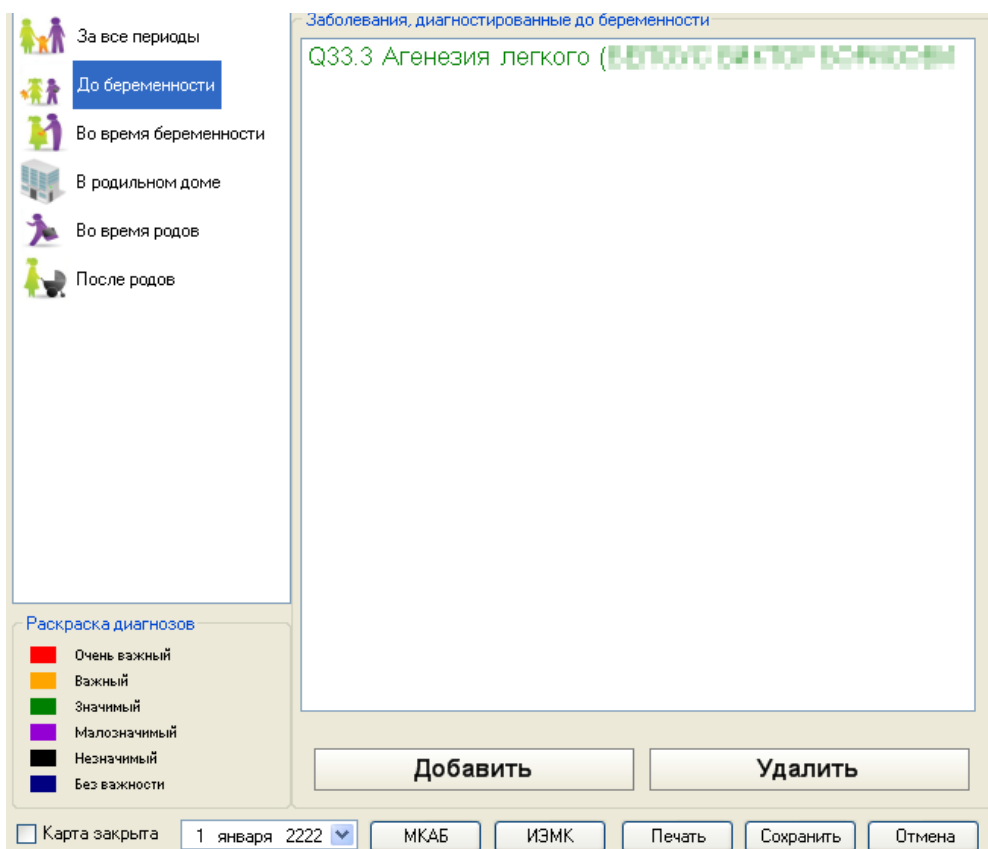 За все периоды
До беременности
Во время беременности
В родильном доме
Во время родов
После родов
Заболевания, диагностированные до беременности
Q33.3 Агенезия легкого (
Раскраска диагнозов
Очень важный
Важный
Значимый
Малозначимый
Незначимый
Без важности
Добавить
Удалить
Карта закрыта
1 января 2222
МКАБ
ИЭМК
Печать
Сохранить
Отмена